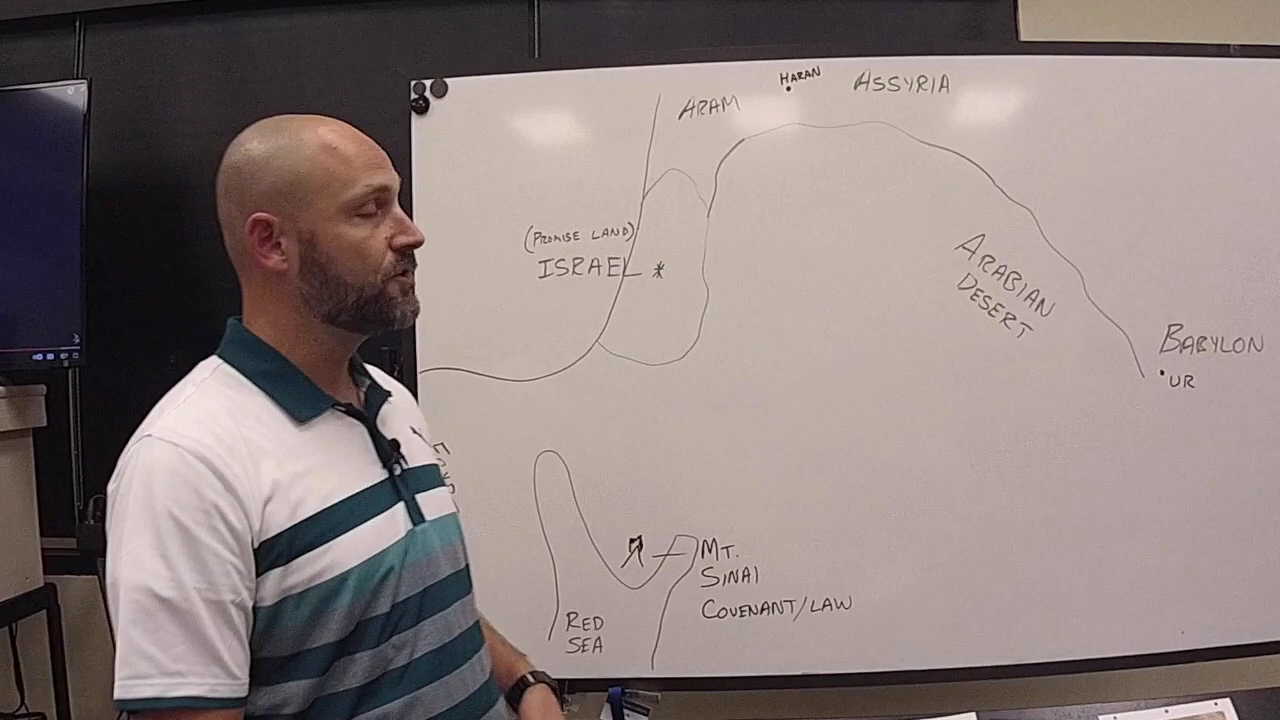 HARAN
ARAM
ASSYRIA
(PROMISE LAND)
ISRAEL
ARABIAN
DESERT
BABYLON
UR
MT.
SINAI
COVENANT/LAW
RED
SEA